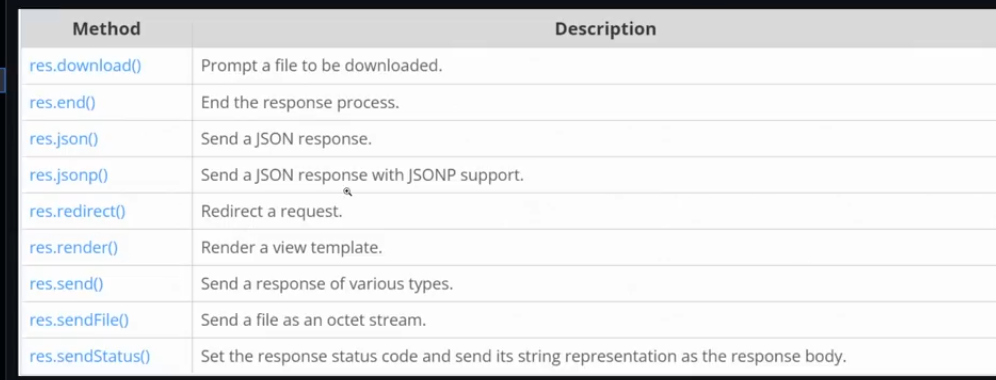 Method Description
res.download() Prompt a file to be downloaded.
res.end() End the response process.
res.json() Send a JSON response.
res.jsonp() Send a JSON response with JSONP support.
res.redirect() Redirect a request.
res.render() Render a view template.
res.send() Send a response of various types.
res.sendFile() Send a file as an octet stream.
res.sendStatus() Set the response status code and send its string representation as the response body.